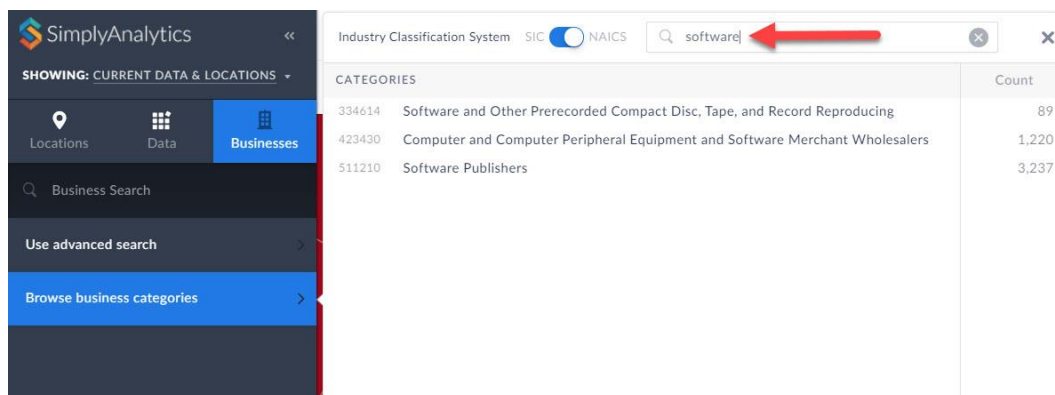 SimplyAnalytics
SHOWING: CURRENT DATA & LOCATIONS
Locations Data Businesses
Business Search
Use advanced search
Browse business categories
Industry Classification System SIC NAICS software
CATEGORIES Count
334614 Software and Other Prerecorded Compact Disc, Tape, and Record Reproducing 89
423430 Computer and Computer Peripheral Equipment and Software Merchant Wholesalers 1,220
511210 Software Publishers 3,237